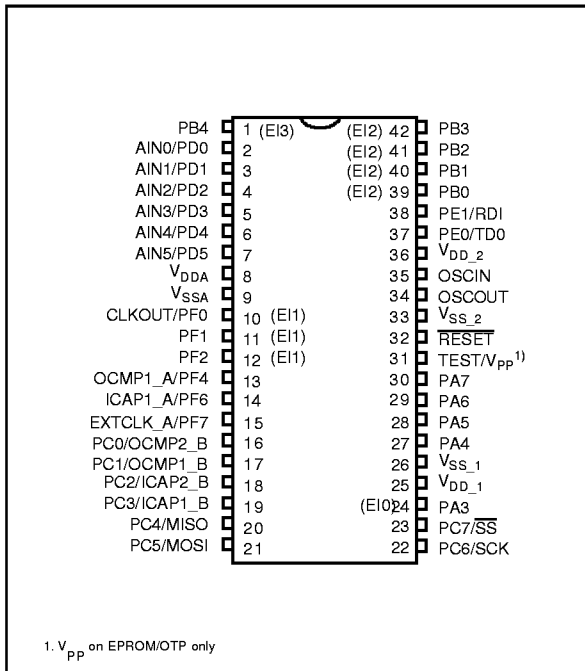 PB4 1 (EI3) (EI2) 42 PB3
AIN0/PD0 2 (EI2) 41 PB2
AIN1/PD1 3 (EI2) 40 PB1
AIN2/PD2 4 (EI2) 39 PB0
AIN3/PD3 5 38 PE1/RDI
AIN4/PD4 6 37 PE0/TD0
AIN5/PD5 7 36 VDD_2
VDDA 8 35 OSCIN
VSSA 9 34 OSCOUT
CLKOUT/PF0 10 (EI1) 33 VSS_2
PF1 11 (EI1) 32 RESET
PF2 12 (EI1) 31 TEST/VPP1)
OCMP1_A/PF4 13 30 PA7
ICAP1_A/PF6 14 29 PA6
EXTCLK_A/PF7 15 28 PA5
PC0/OCMP2_B 16 27 PA4
PC1/OCMP1_B 17 26 VSS_1
PC2/ICAP2_B 18 25 VDD_1
PC3/ICAP1_B 19 (EI0) 24 PA3
PC4/MISO 20 23 PC7/SS
PC5/MOSI 21 22 PC6/SCK
1. VPP on EPROM/OTP only